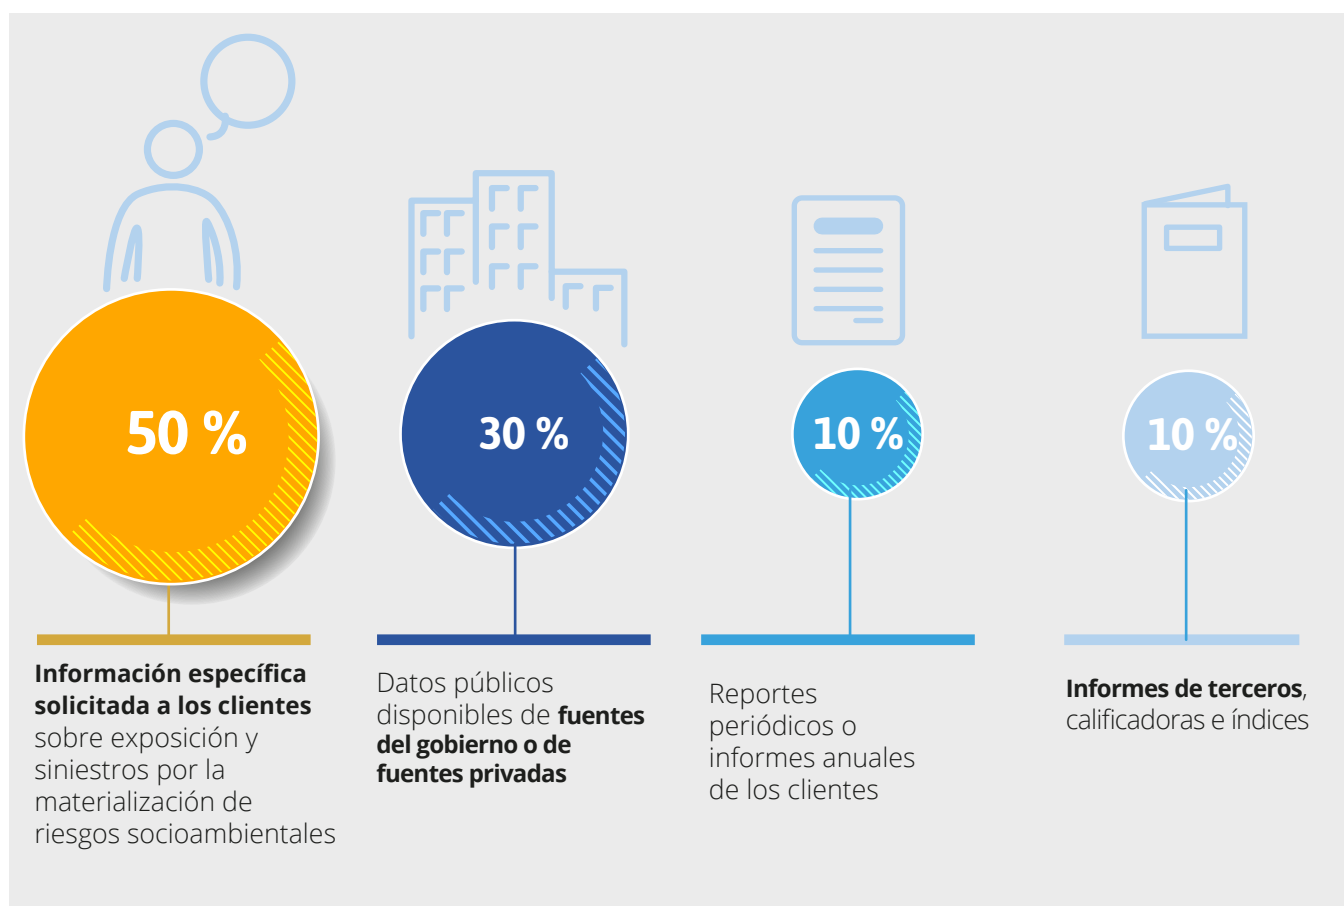 50 %
30 %
10 %
10 %
Información específica
solicitada a los clientes
sobre exposición y
siniestros por la
materialización de
riesgos socioambientales
Datos públicos
disponibles de fuentes
del gobierno o de
fuentes privadas
Reportes
periódicos o
informes anuales
de los clientes
Informes de terceros,
calificadoras e índices